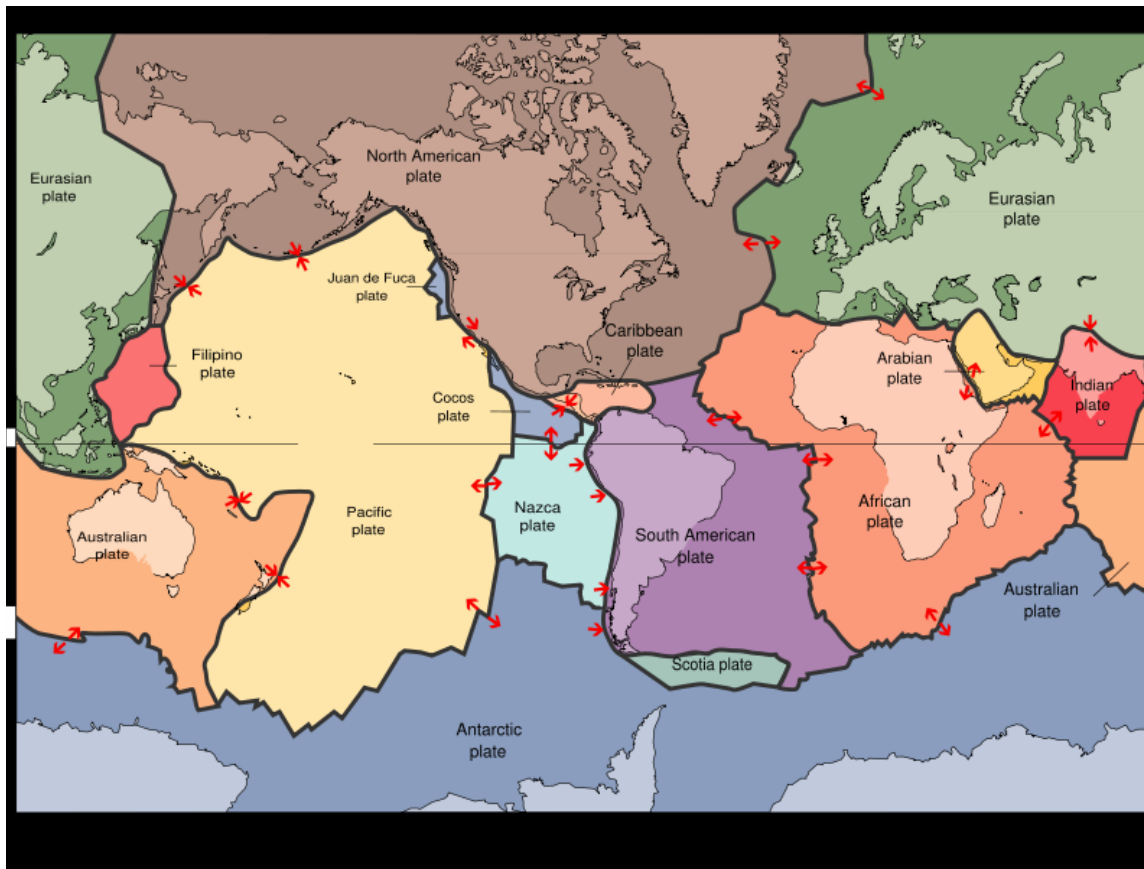 North American
plate
Eurasian
plate
Eurasian
plate
Juan de Fuca
plate
Filipino
plate
Caribbean
plate
Arabian
plate
Indian
plate
Cocos
plate
Pacific
plate
Nazca
plate
South American
plate
African
plate
Australian
plate
Australian
plate
Scotia plate
Antarctic
plate